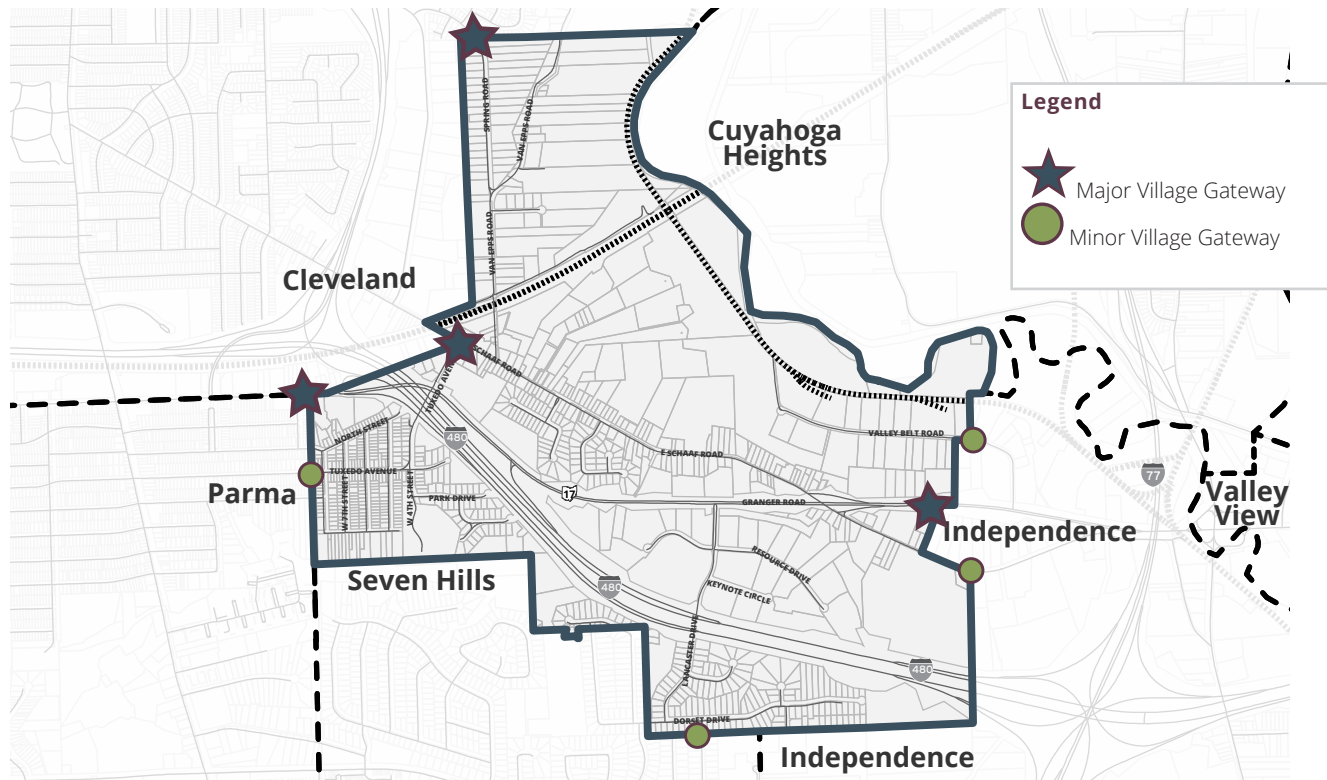 Legend
Major Village Gateway
Minor Village Gateway
Cuyahoga
Heights
SPRING ROAD
VAN EPPS ROAD
VAN EPPS ROAD
Cleveland
SCHAAF ROAD
TUXEDO AVEN
NORTH STREET
480
E SCHAAF ROAD
VALLEY BELT ROAD
TUXEDO AVENUE
77
Parma
W 7TH STREET
W 4TH STREET
PARK DRIVE
17
GRANGER ROAD
Valley
View
Independence
RESOURCE DRIVE
Seven Hills
480
KEYNOTE CIRCLE
LANCASTER DRIVE
480
DORSET DRIVE
Independence